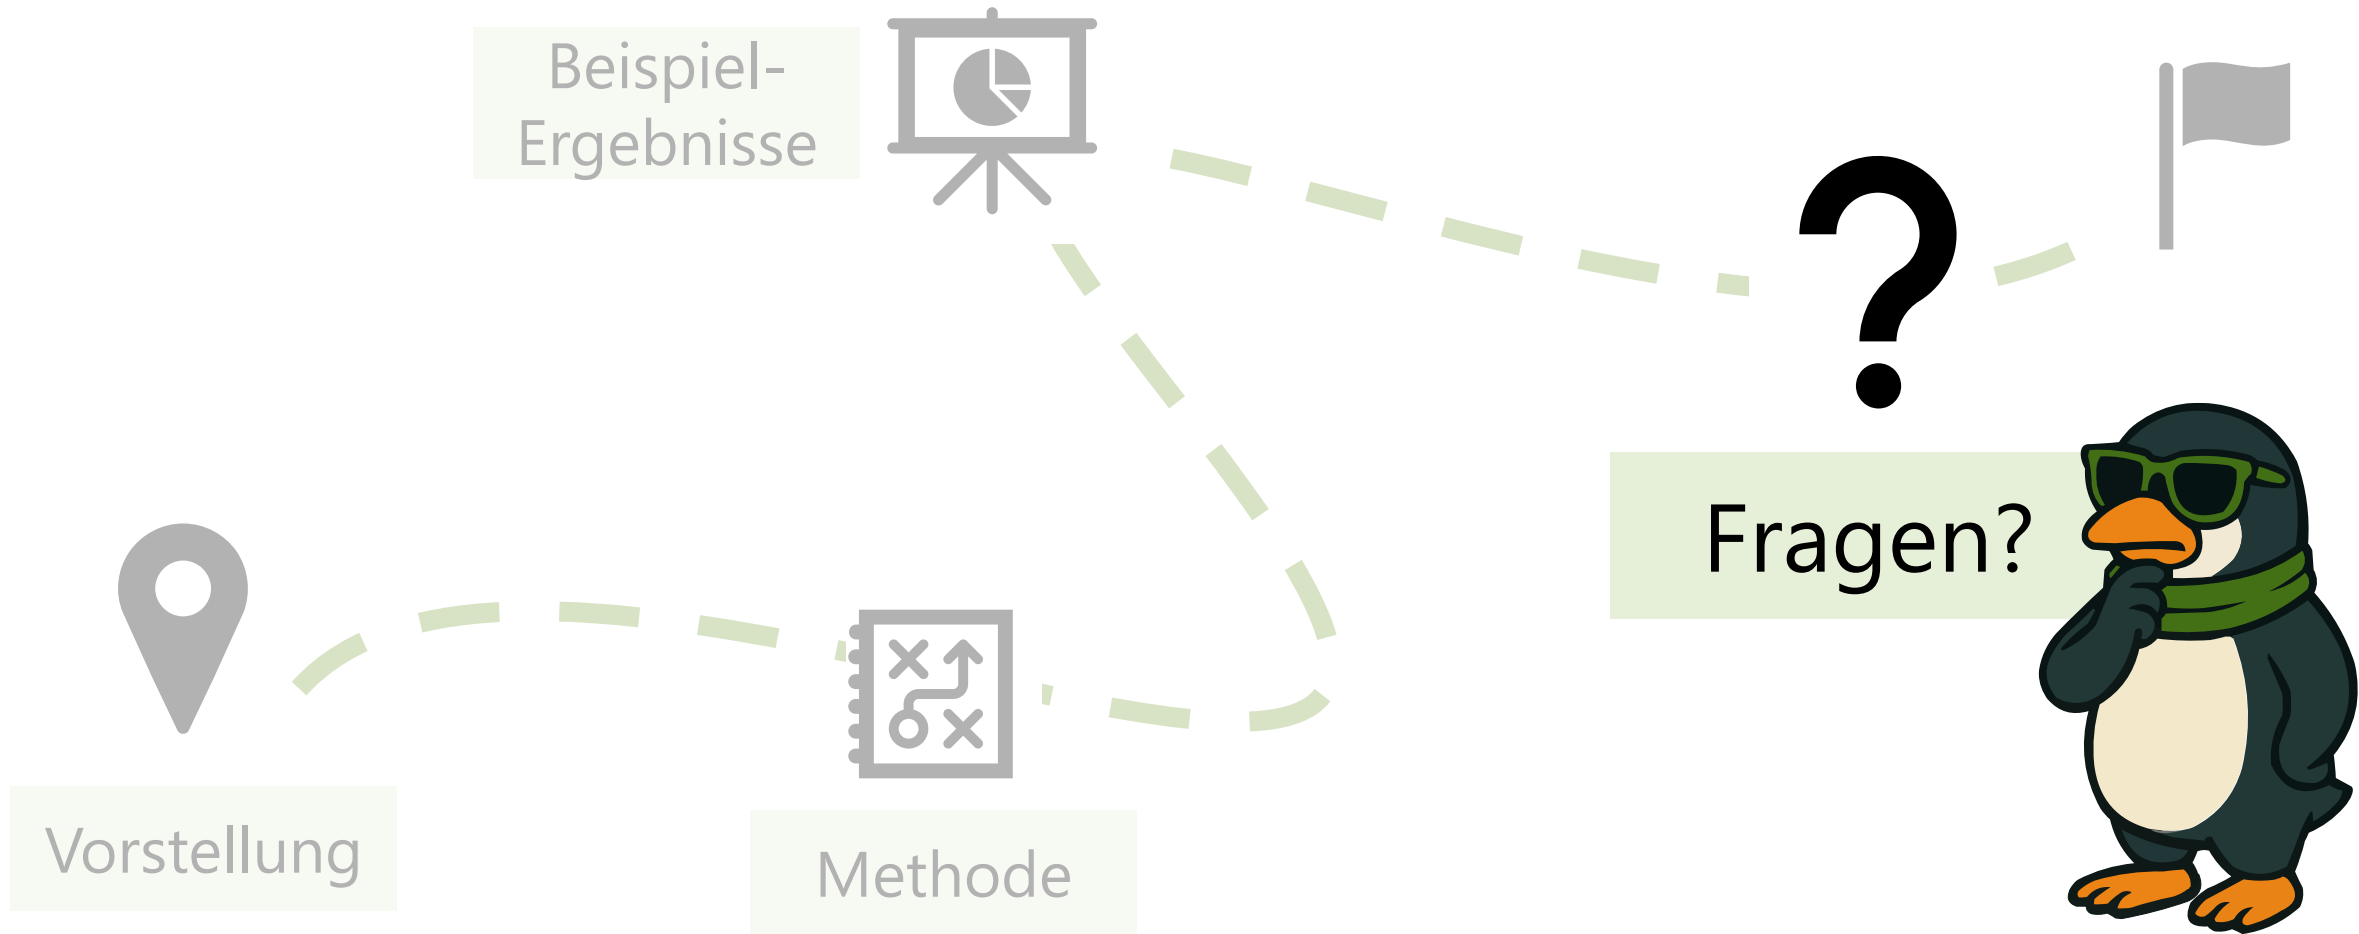 Beispiel-
Ergebnisse
Fragen?
Vorstellung
Methode